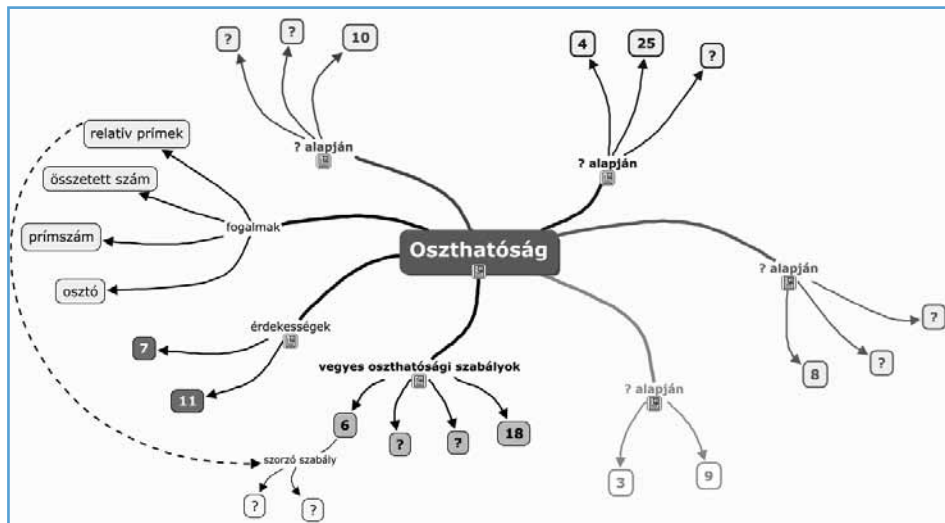 ?
?
10
? alapján
4
25
?
? alapján
relatív prímek
összetett szám
prímszám
osztó
fogalmak
Oszthatóság
? alapján
?
?
8
érdekességek
7
11
vegyes oszthatósági szabályok
6
?
?
18
szorzó szabály
?
?
? alapján
3
9